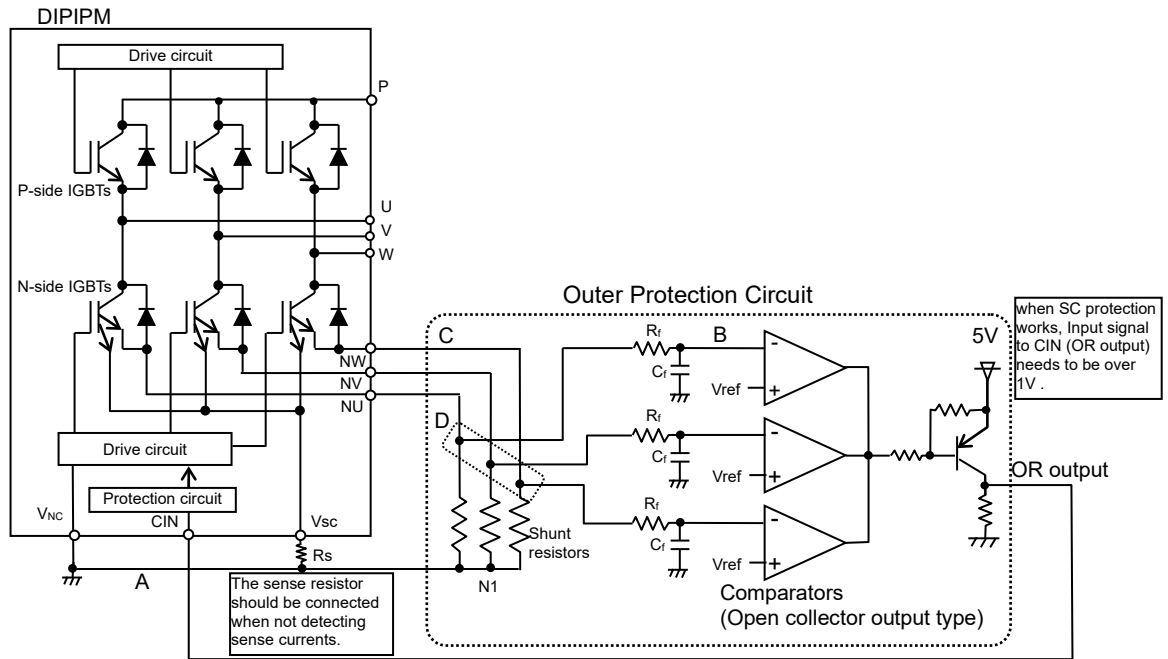 DIPIPM
Drive circuit
P
P-side IGBTs
U
V
W
N-side IGBTs
NW
NV
NU
Drive circuit
Protection circuit
VNC
CIN
Vsc
Rs
A
The sense resistor
should be connected
when not detecting
sense currents.
Outer Protection Circuit
C
D
Rf
Cf
B
Vref
-
+
Rf
Cf
Vref
-
+
Rf
Cf
Vref
-
+
Shunt
resistors
N1
Comparators
(Open collector output type)
5V
OR output
when SC protection
works, Input signal
to CIN (OR output)
needs to be over
1V .